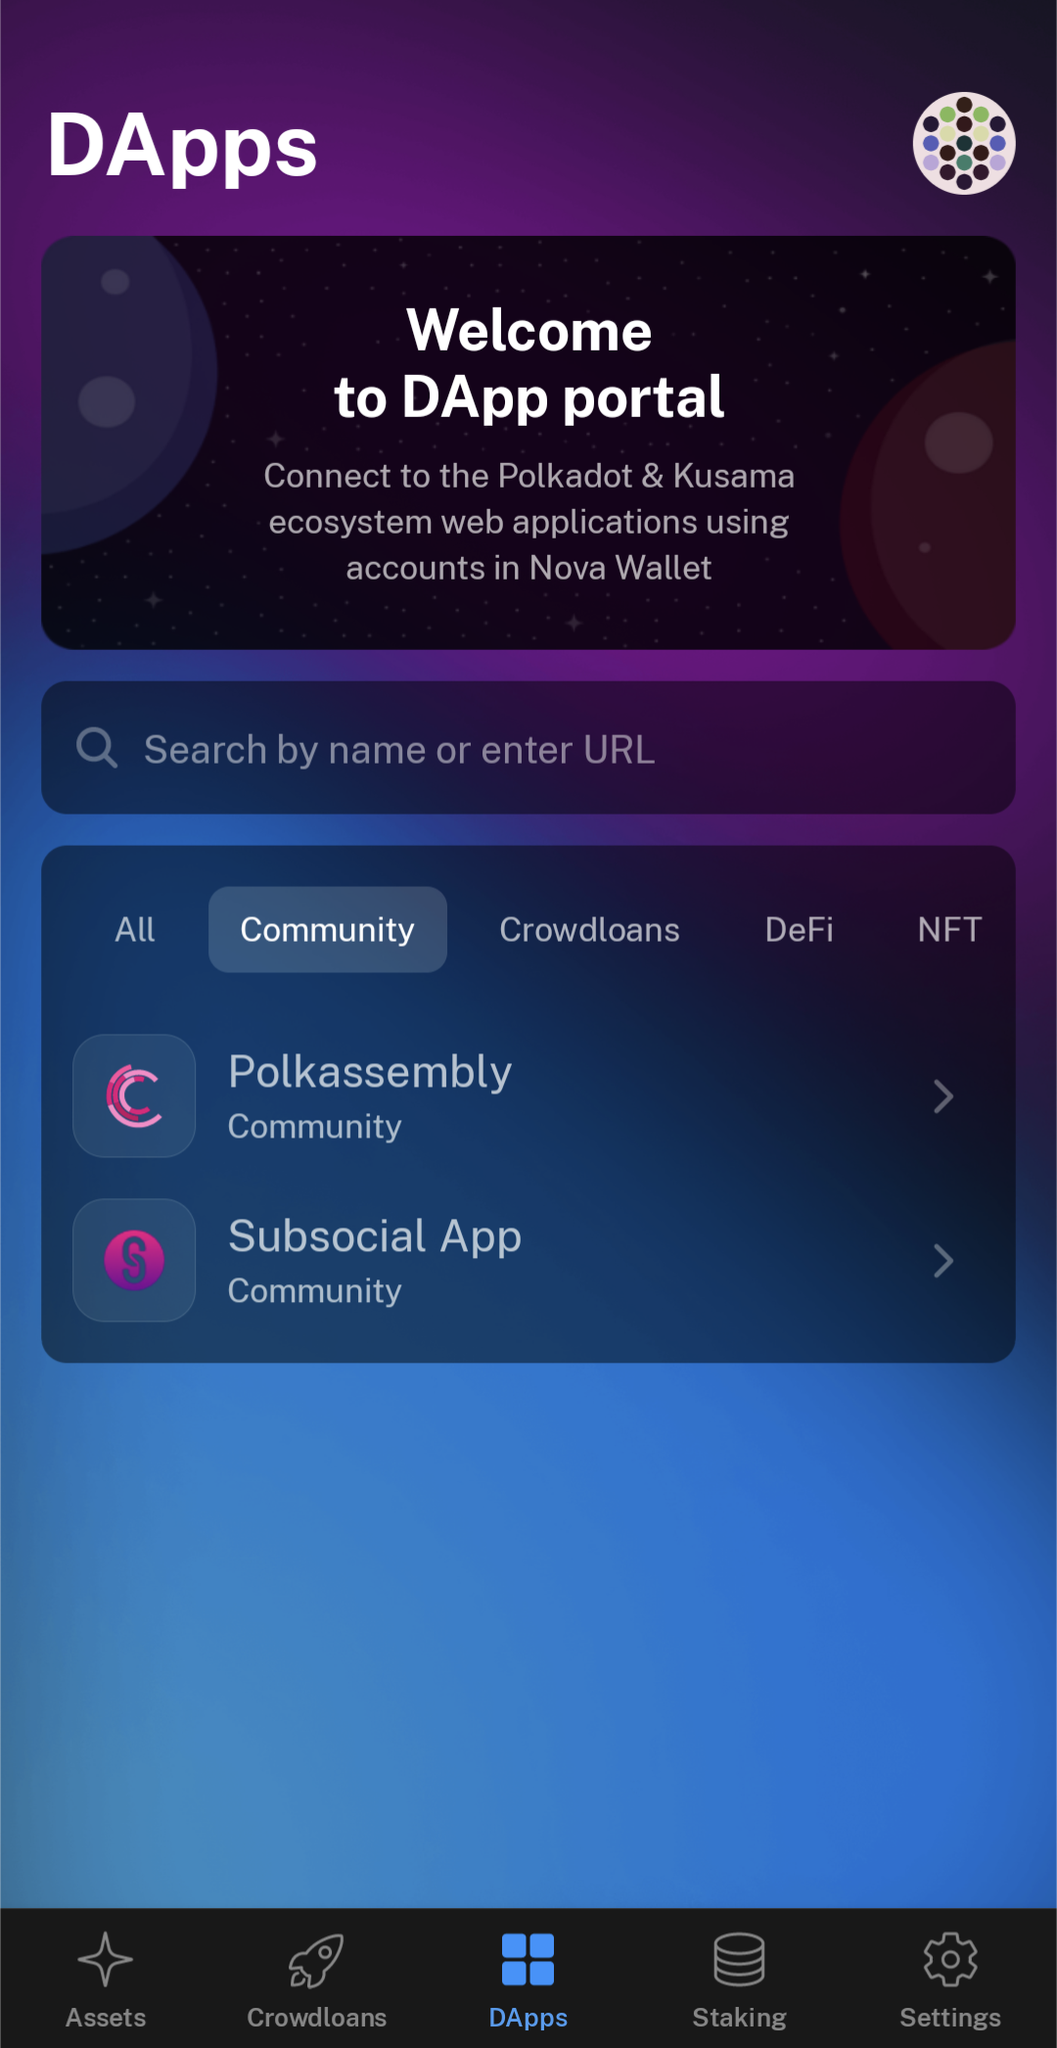 DApps
Welcome
to DApp portal
Connect to the Polkadot & Kusama
ecosystem web applications using
accounts in Nova Wallet
Search by name or enter URL
All Community Crowdloans DeFi NFT
Polkassembly
Community
Subsocial App
Community
Assets Crowdloans DApps Staking Settings